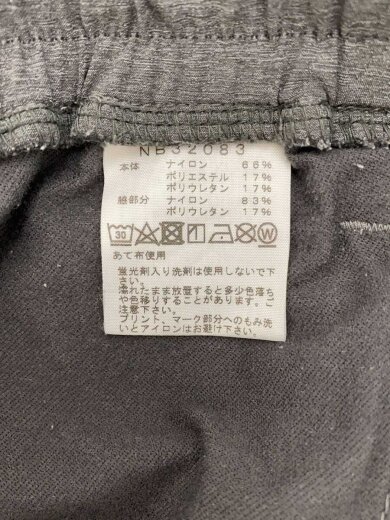 NB32083
本体 ナイロン 66%
ポリエステル 17%
ポリウレタン 17%
脇部分 ナイロン 83%
ポリウレタン 17%
30 W
あて布使用
蛍光剤入り洗剤は使用しないで下
さい。
濡れたまま放置すると多少色落ち
や色移りすることがあります。ご
注意下さい。
プリント、マーク部分へのもみ洗
いとアイロンはお避け下さい。